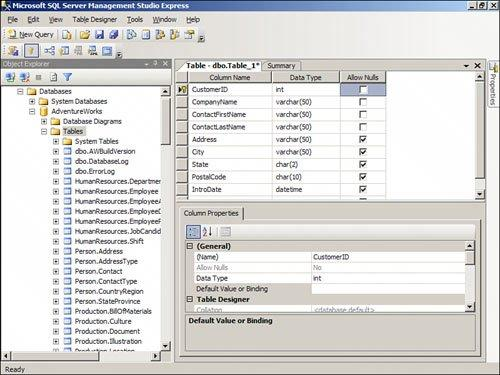 Microsoft SQL Server Management Studio Express
File Edit View Table Designer Tools Window Help
New Query
Object Explorer
Databases
System Databases
AdventureWorks
Database Diagrams
Tables
System Tables
dbo.AWBuildVersion
dbo.DatabaseLog
dbo.ErrorLog
HumanResources.Departme
HumanResources.Employee
HumanResources.EmployeeA
HumanResources.EmployeeD
HumanResources.EmployeeP
HumanResources.JobCandid
HumanResources.Shift
Person.Address
Person.AddressType
Person.Contact
Person.ContactType
Person.CountryRegion
Person.StateProvince
Production.BillOfMaterials
Production.Culture
Production.Document
Production.Illustration
Production.Location
Table - dbo.Table_1* Summary
Column Name Data Type Allow Nulls
CustomerID int
CompanyName varchar(50)
ContactFirstName varchar(50)
ContactLastName varchar(50)
Address varchar(50)
City varchar(50)
State char(2)
PostalCode char(10)
IntroDate datetime
Column Properties
(General)
(Name) CustomerID
Allow Nulls No
Data Type int
Default Value or Binding
Table Designer
Collation <database default>
Default Value or Binding
Properties
Ready